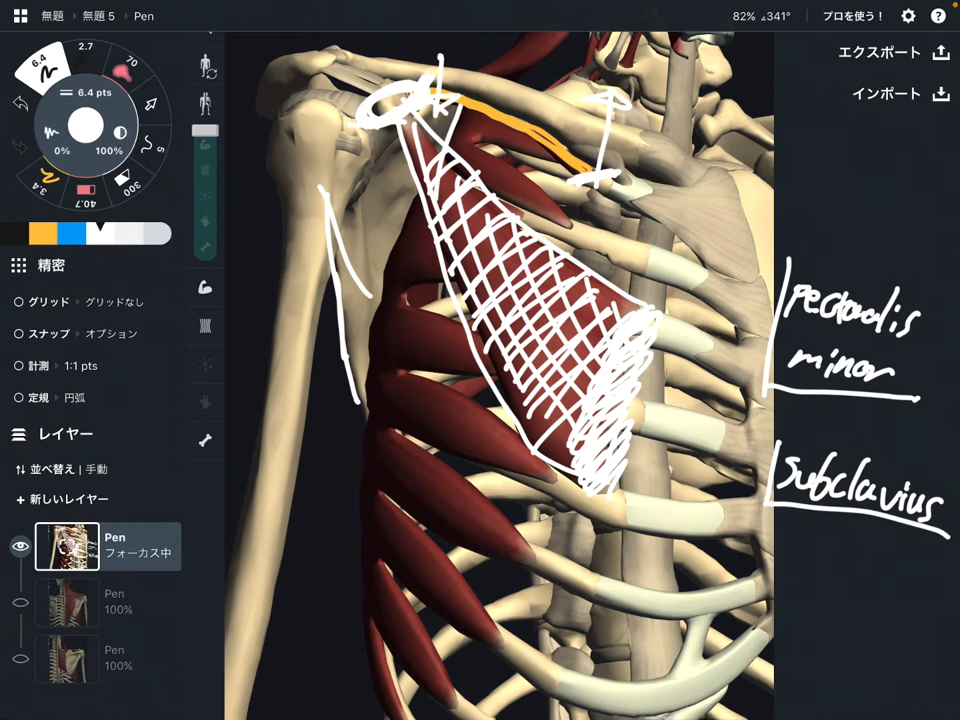 無題 無題 5 Pen
82% ⊿341°
プロを使う！
エクスポート
インポート
2.7
6.4
70
6.4 pts
0% 100%
5
300
40.7
3.4
精密
グリッド グリッドなし
スナップ オプション
計測 1:1 pts
定規 円弧
レイヤー
並べ替え | 手動
+ 新しいレイヤー
Pen
フォーカス中
Pen
100%
Pen
100%
pectoralis
minor
subclavius